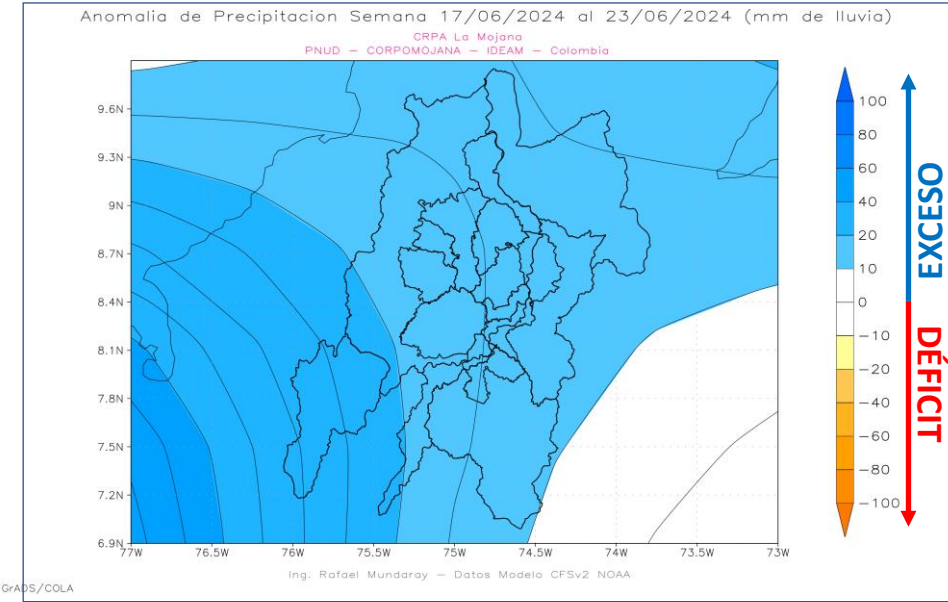 Anomalia de Precipitacion Semana 17/06/2024 al 23/06/2024 (mm de lluvia)
CRPA La Mojana
PNUD – CORPOMOJANA – IDEAM – Colombia
9.6N
9.3N
9N
8.7N
8.4N
8.1N
7.8N
7.5N
7.2N
6.9N
77W 76.5W 76W 75.5W 75W 74.5W 74W 73.5W 73W
100
80
60
40
20
10
0
−10
−20
−40
−60
−80
−100
EXCESO
DÉFICIT
Ing. Rafael Mundaray – Datos Modelo CFSv2 NOAA
GrADS/COLA